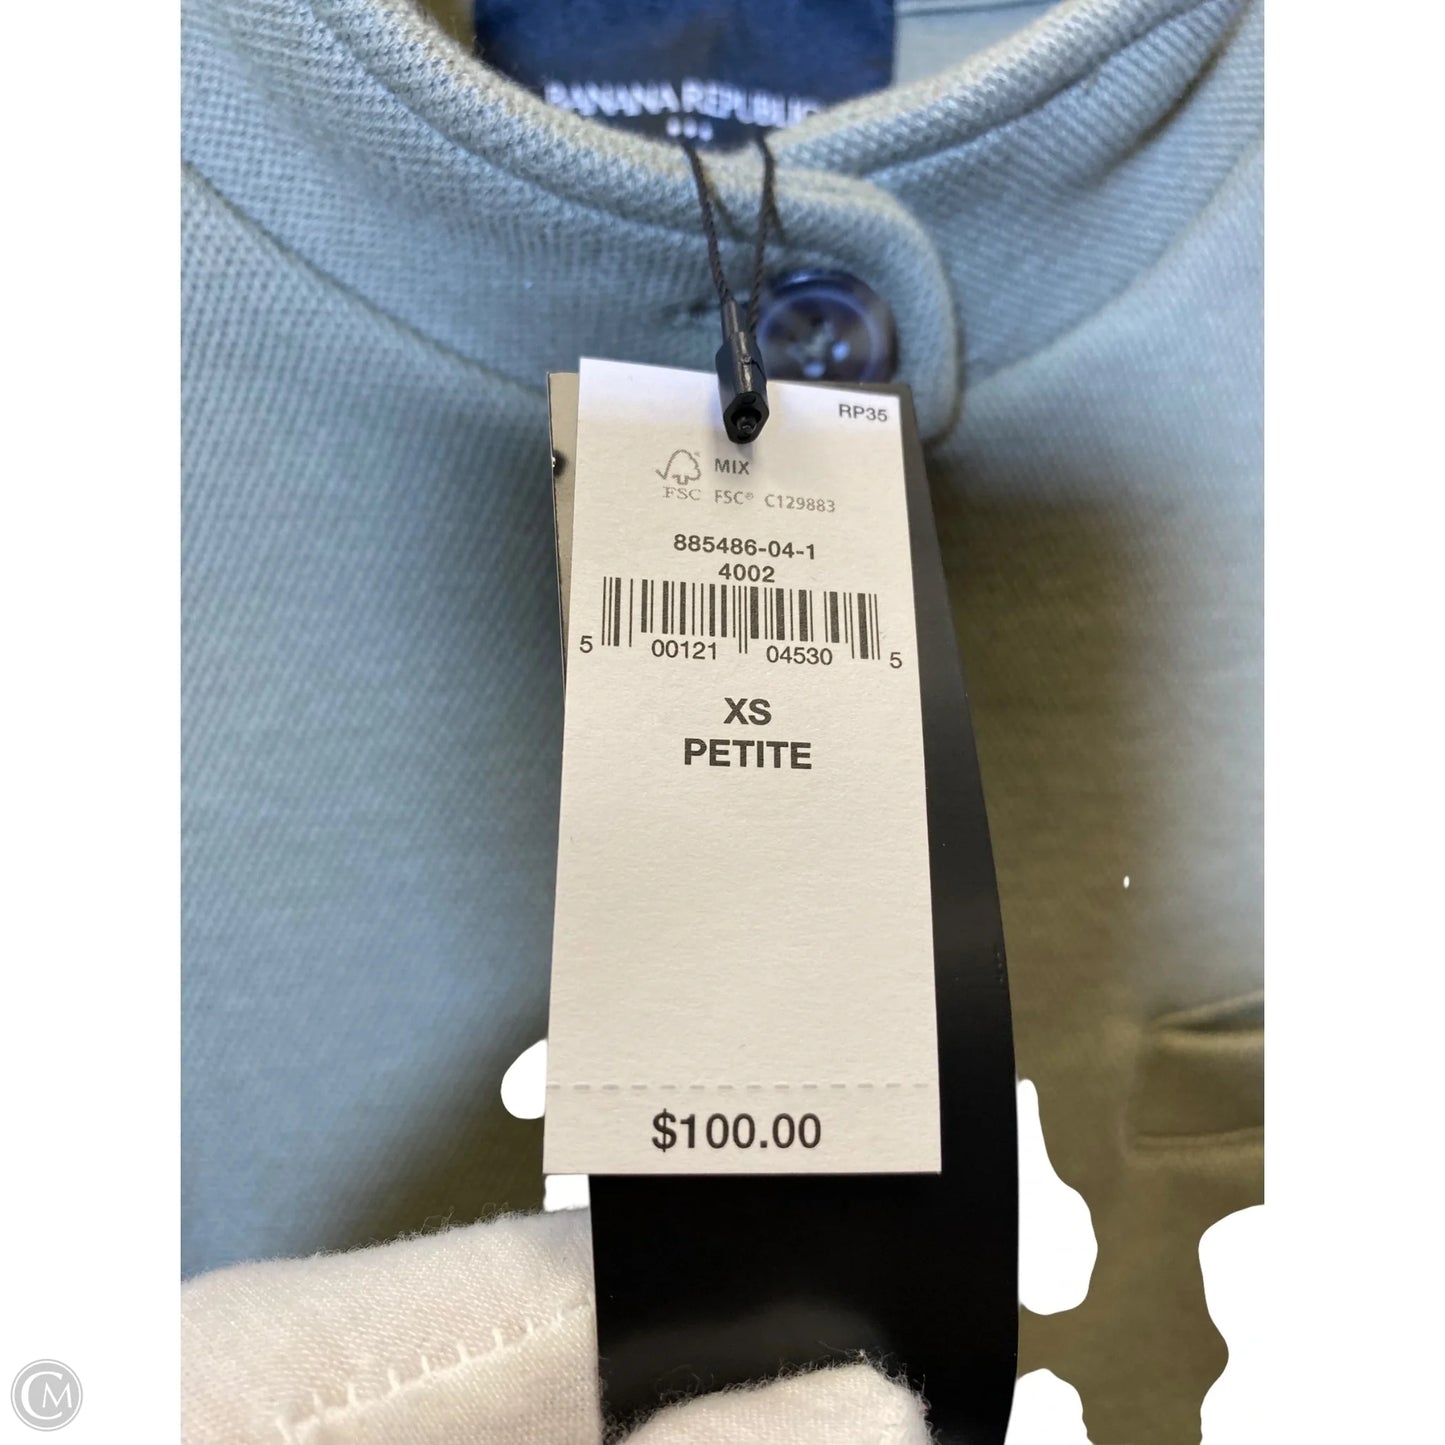 BANANA REPUBLIC
RP35
MIX
FSC FSC® C129883
885486-04-1
4002
5 00121 04530 5
XS
PETITE
$100.00
CM